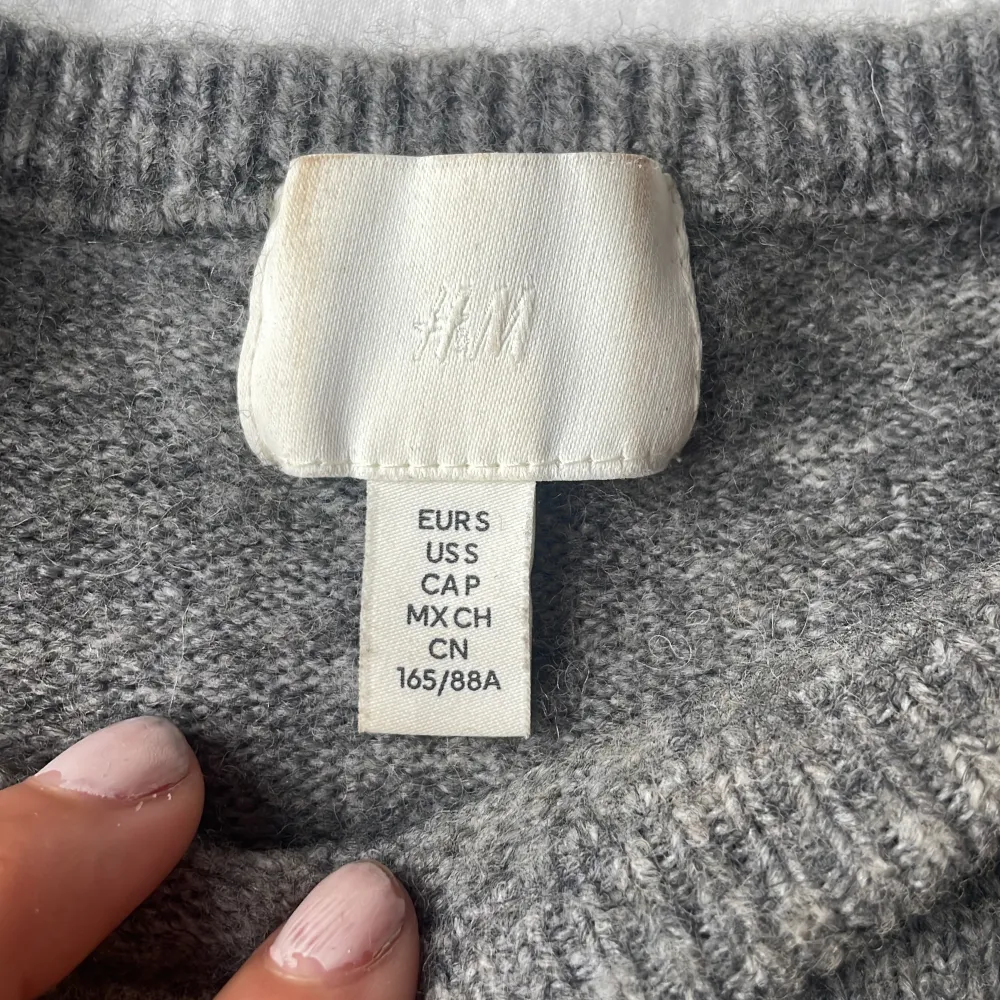 H&M
EUR S
US S
CA P
MX CH
CN
165/88A